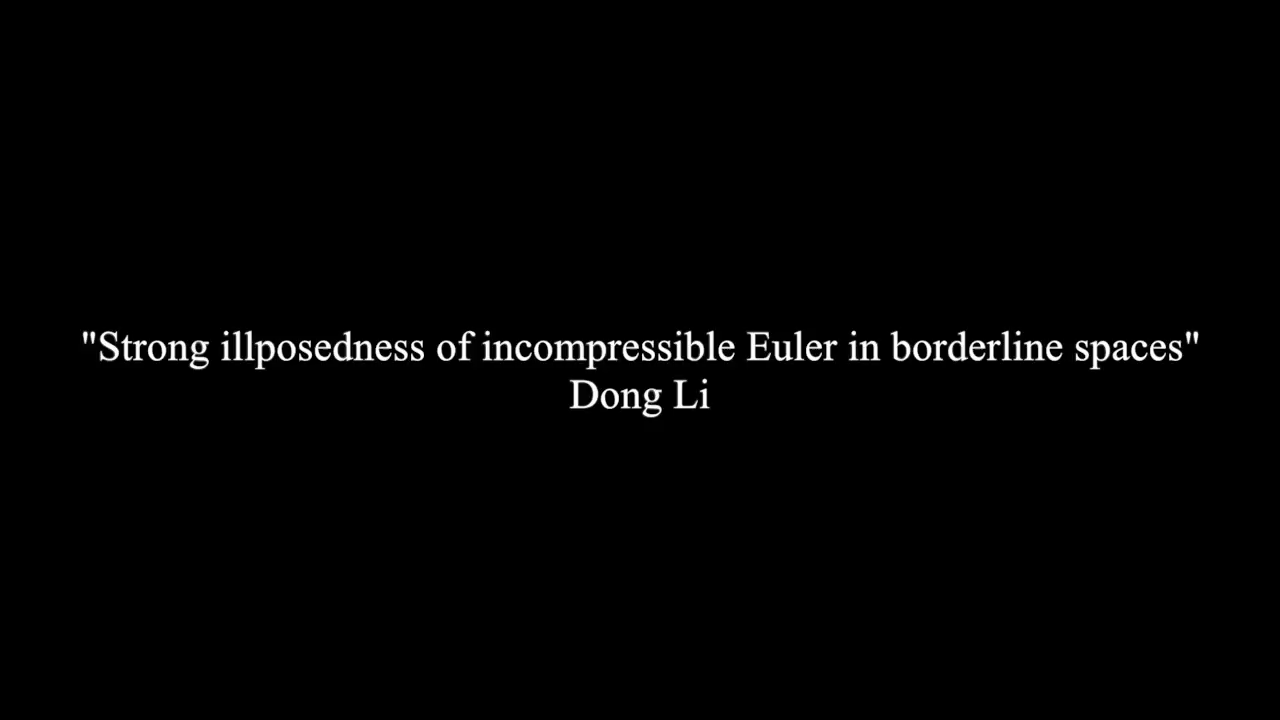 "Strong illposedness of incompressible Euler in borderline spaces"
Dong Li